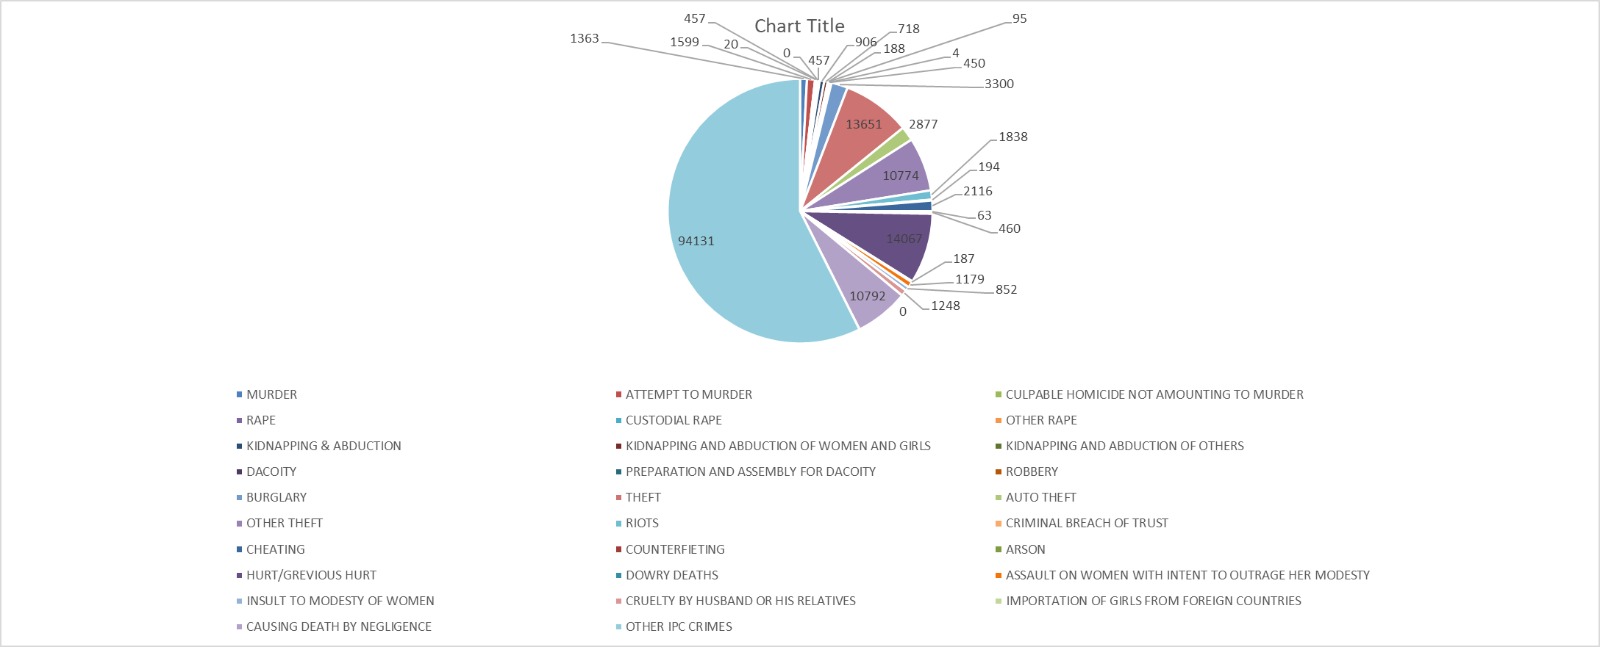 Chart Title
457
1363
1599
20
0
457
906
718
188
95
4
450
3300
13651
2877
10774
1838
194
2116
63
460
14067
187
1179
852
1248
0
10792
94131
MURDER ATTEMPT TO MURDER CULPABLE HOMICIDE NOT AMOUNTING TO MURDER
RAPE CUSTODIAL RAPE OTHER RAPE
KIDNAPPING & ABDUCTION KIDNAPPING AND ABDUCTION OF WOMEN AND GIRLS KIDNAPPING AND ABDUCTION OF OTHERS
DACOITY PREPARATION AND ASSEMBLY FOR DACOITY ROBBERY
BURGLARY THEFT AUTO THEFT
OTHER THEFT RIOTS CRIMINAL BREACH OF TRUST
CHEATING COUNTERFIETING ARSON
HURT/GREVIOUS HURT DOWRY DEATHS ASSAULT ON WOMEN WITH INTENT TO OUTRAGE HER MODESTY
INSULT TO MODESTY OF WOMEN CRUELTY BY HUSBAND OR HIS RELATIVES IMPORTATION OF GIRLS FROM FOREIGN COUNTRIES
CAUSING DEATH BY NEGLIGENCE OTHER IPC CRIMES